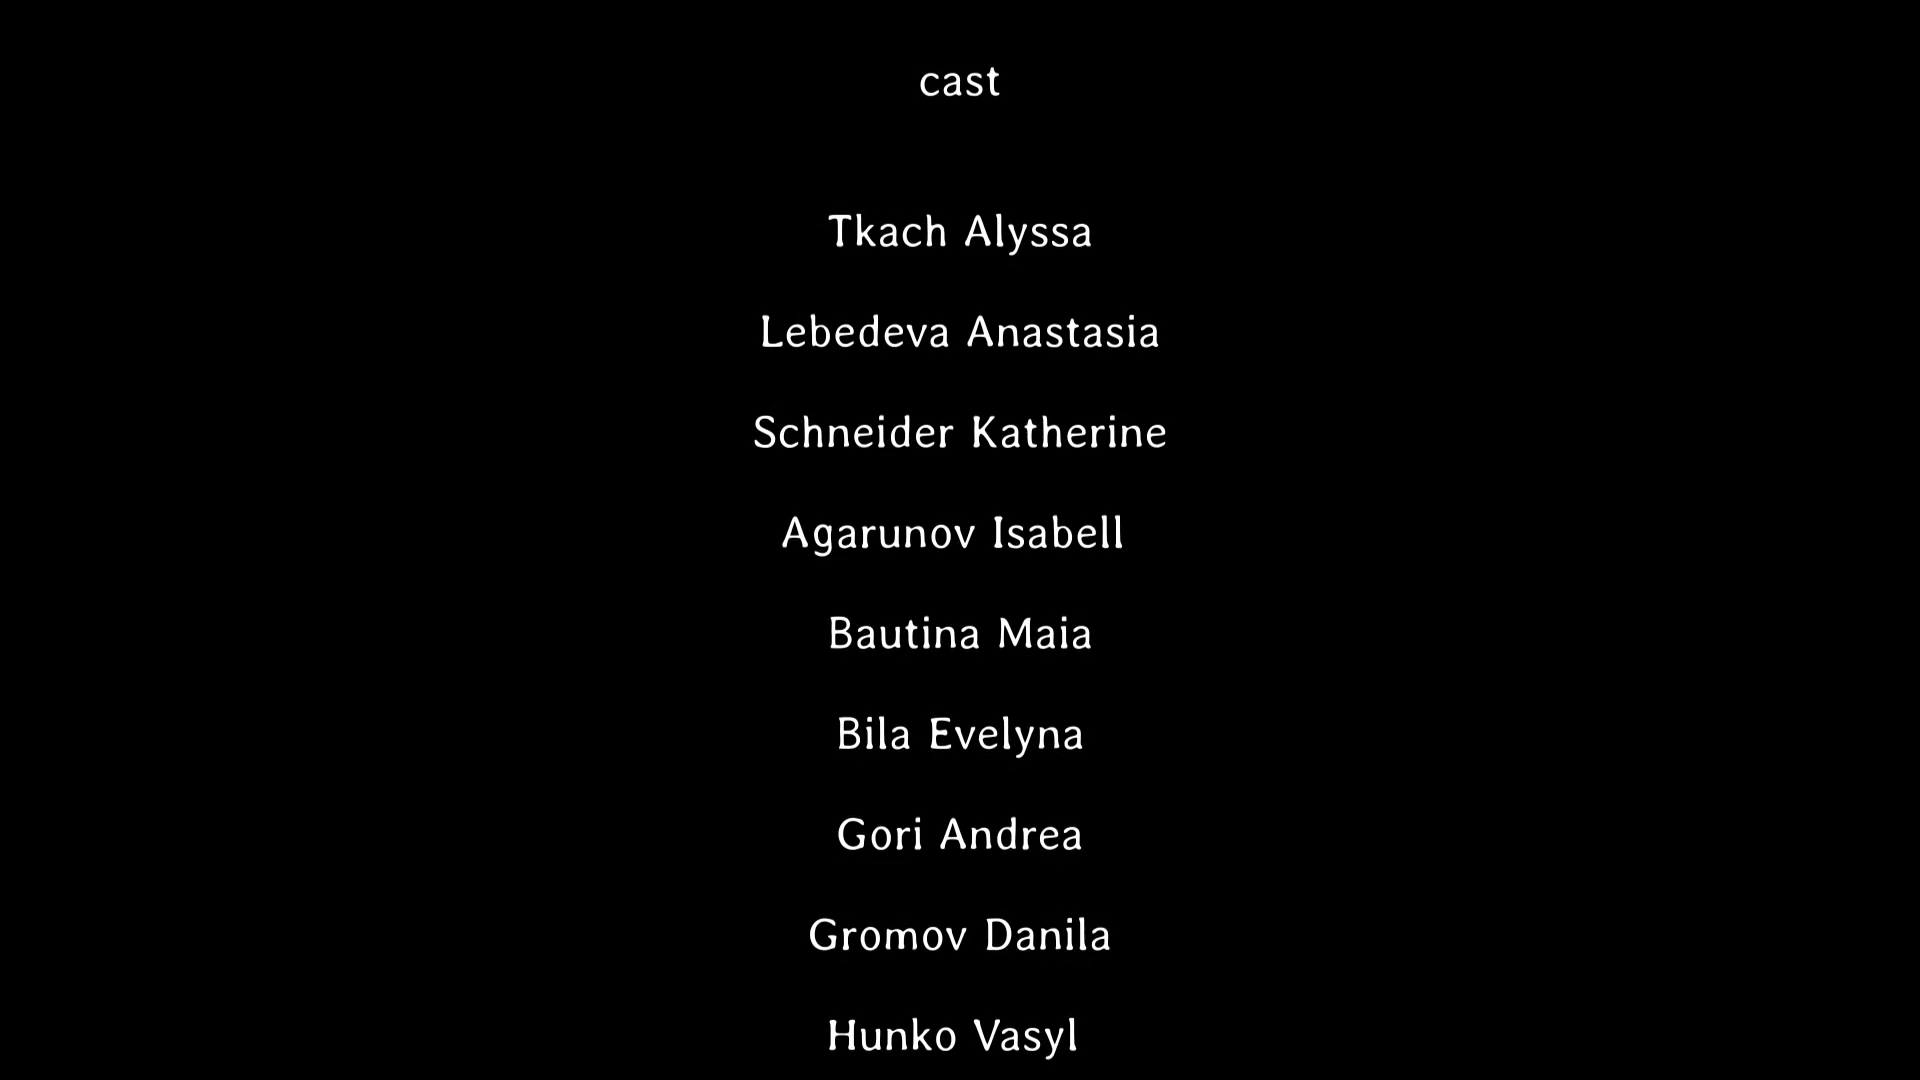 cast
Tkach Alyssa
Lebedeva Anastasia
Schneider Katherine
Agarunov Isabell
Bautina Maia
Bila Evelyna
Gori Andrea
Gromov Danila
Hunko Vasyl